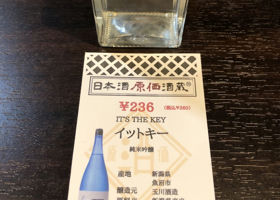 日本酒原価酒蔵®
¥236
(税込¥260)
IT'S THE KEY
イットキー
純米吟醸
産地 新潟県
魚沼市
醸造元 玉川酒造